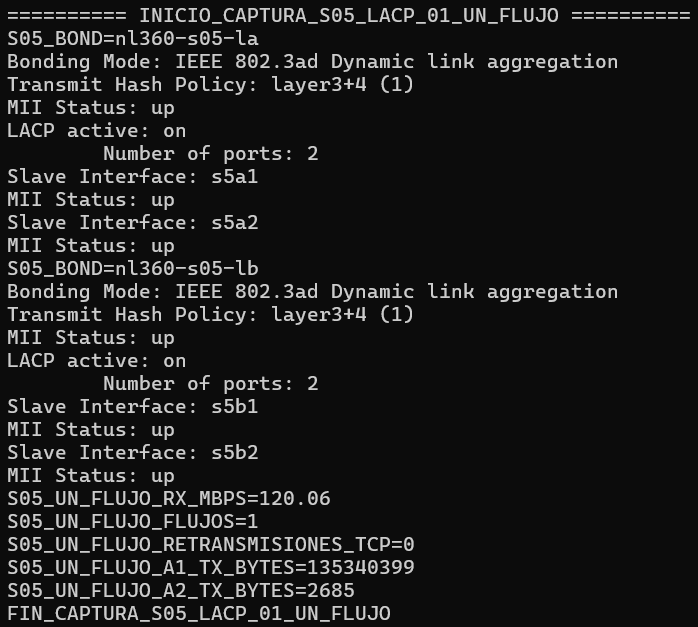 ========== INICIO_CAPTURA_S05_LACP_01_UN_FLUJO ==========
S05_BOND=nl360-s05-la
Bonding Mode: IEEE 802.3ad Dynamic link aggregation
Transmit Hash Policy: layer3+4 (1)
MII Status: up
LACP active: on
        Number of ports: 2
Slave Interface: s5a1
MII Status: up
Slave Interface: s5a2
MII Status: up
S05_BOND=nl360-s05-lb
Bonding Mode: IEEE 802.3ad Dynamic link aggregation
Transmit Hash Policy: layer3+4 (1)
MII Status: up
LACP active: on
        Number of ports: 2
Slave Interface: s5b1
MII Status: up
Slave Interface: s5b2
MII Status: up
S05_UN_FLUJO_RX_MBPS=120.06
S05_UN_FLUJO_FLUJOS=1
S05_UN_FLUJO_RETRANSMISIONES_TCP=0
S05_UN_FLUJO_A1_TX_BYTES=135340399
S05_UN_FLUJO_A2_TX_BYTES=2685
FIN_CAPTURA_S05_LACP_01_UN_FLUJO